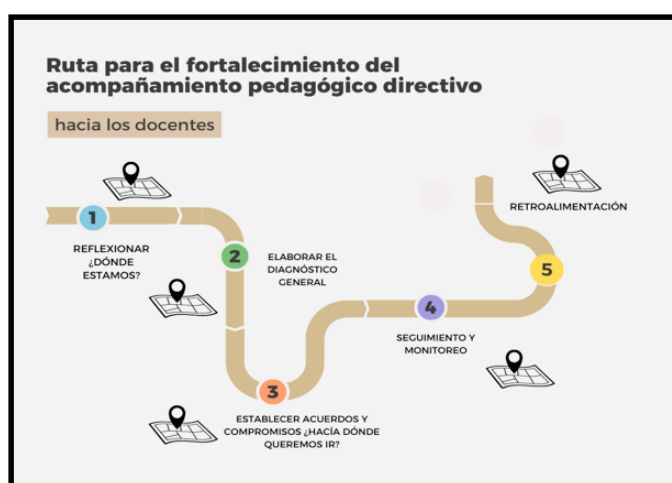 Ruta para el fortalecimiento del
acompañamiento pedagógico directivo
hacia los docentes
1
REFLEXIONAR
¿DÓNDE
ESTAMOS?
2
ELABORAR EL
DIAGNÓSTICO
GENERAL
3
ESTABLECER ACUERDOS Y
COMPROMISOS ¿HACÍA DÓNDE
QUEREMOS IR?
4
SEGUIMIENTO Y
MONITOREO
5
RETROALIMENTACIÓN